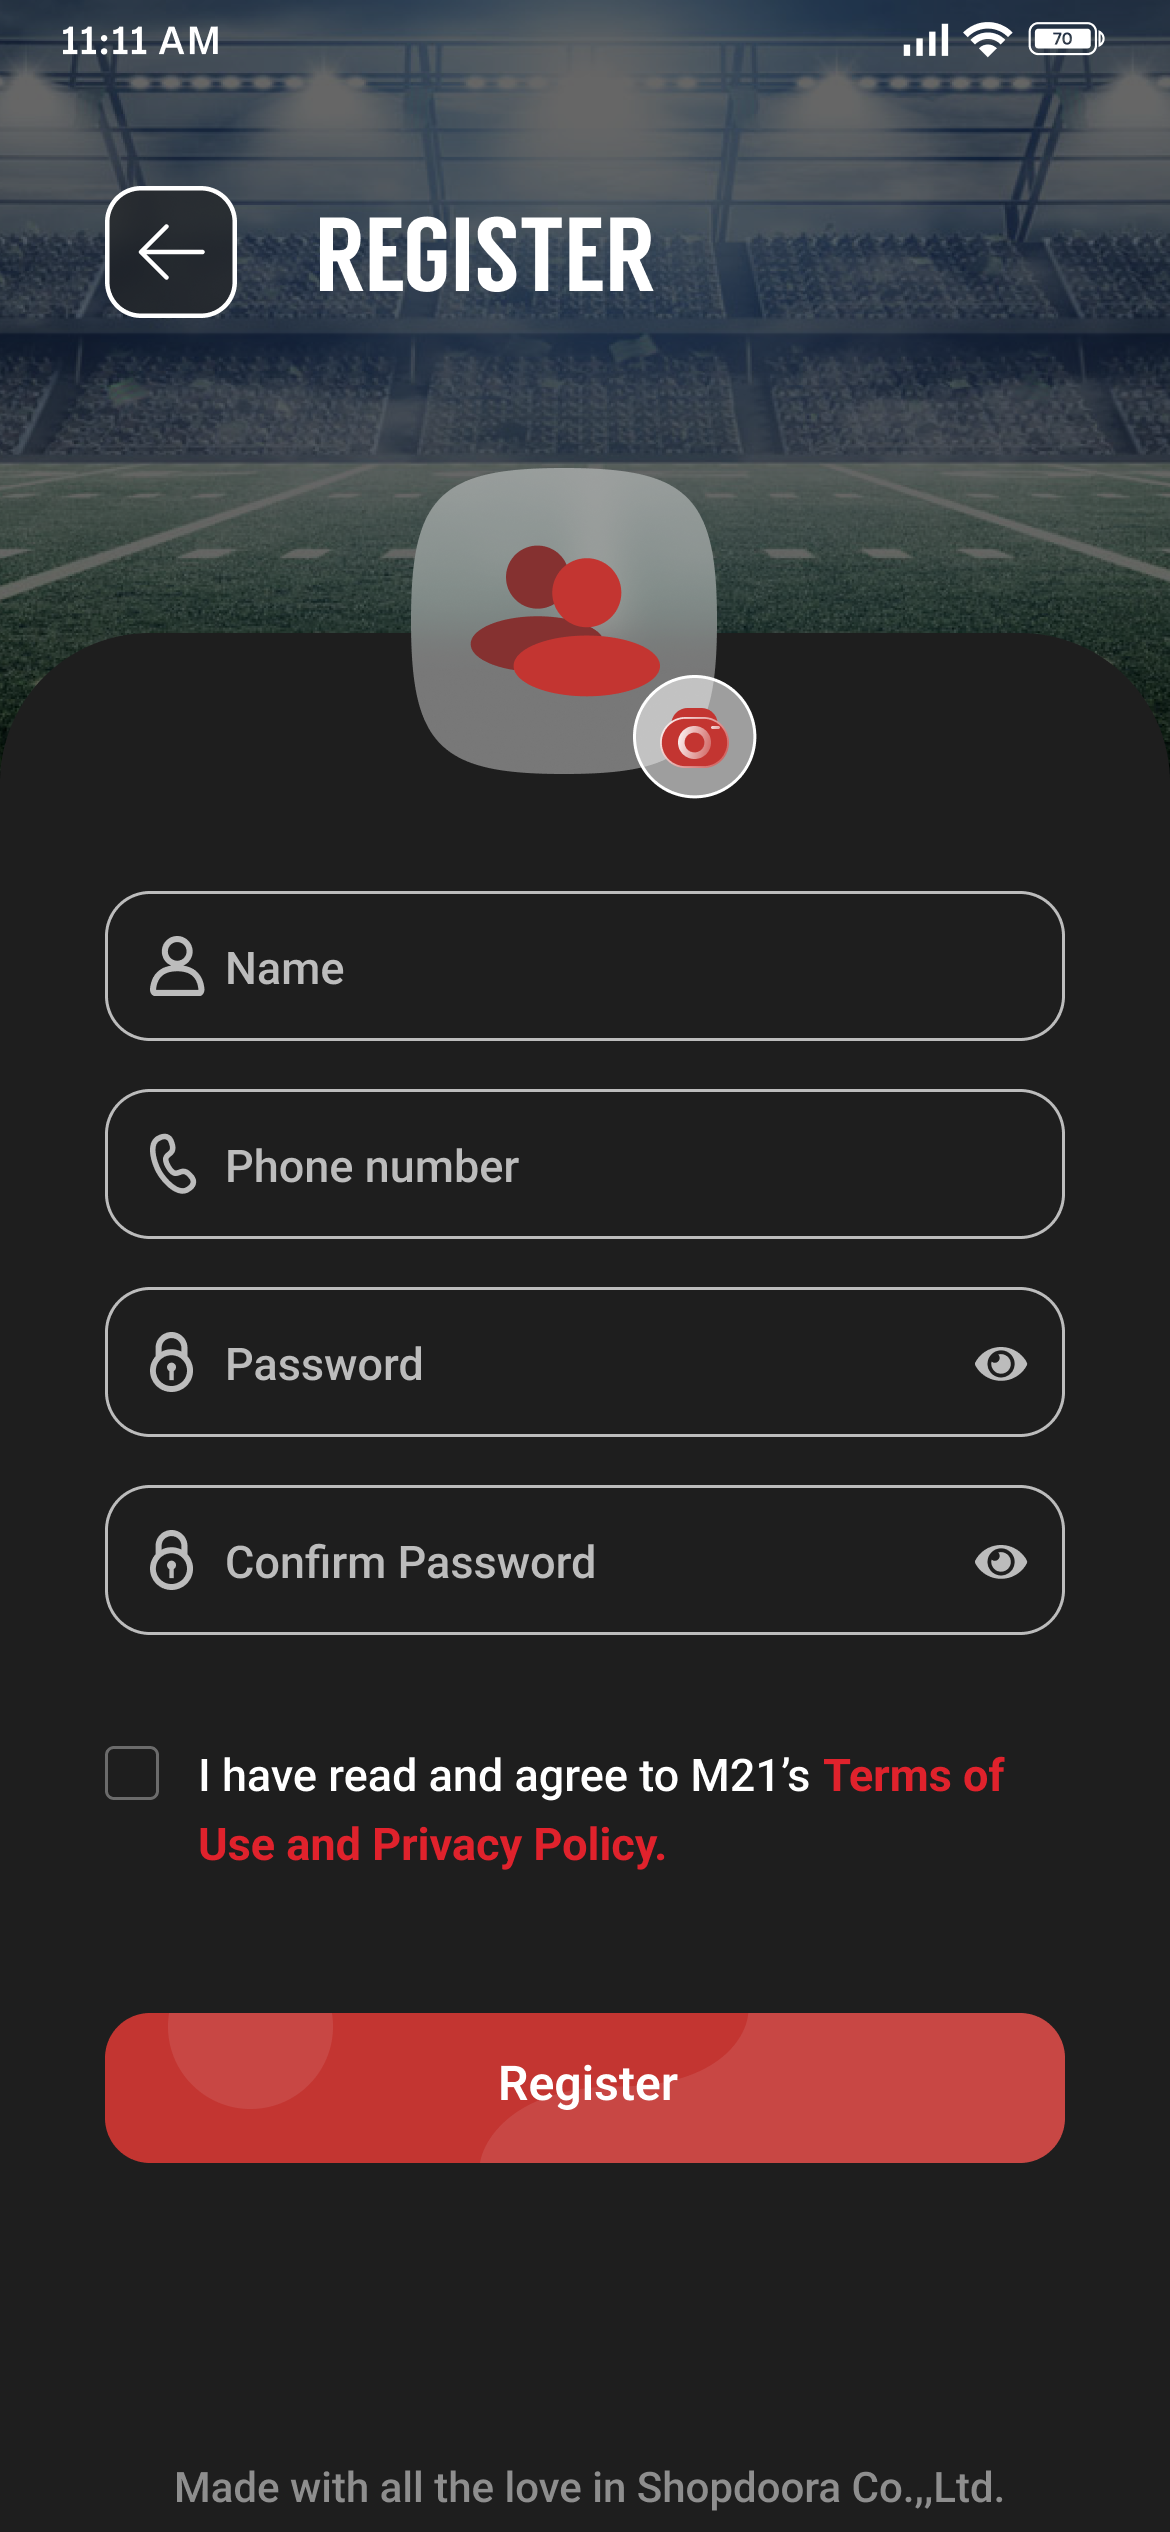 11:11 AM
70
REGISTER
Name
Phone number
Password
Confirm Password
I have read and agree to M21’s Terms of
Use and Privacy Policy.
Register
Made with all the love in Shopdoora Co.,,Ltd.